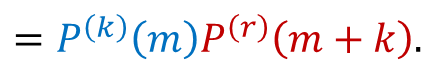 = P^{(k)}(m)P^{(r)}(m + k).